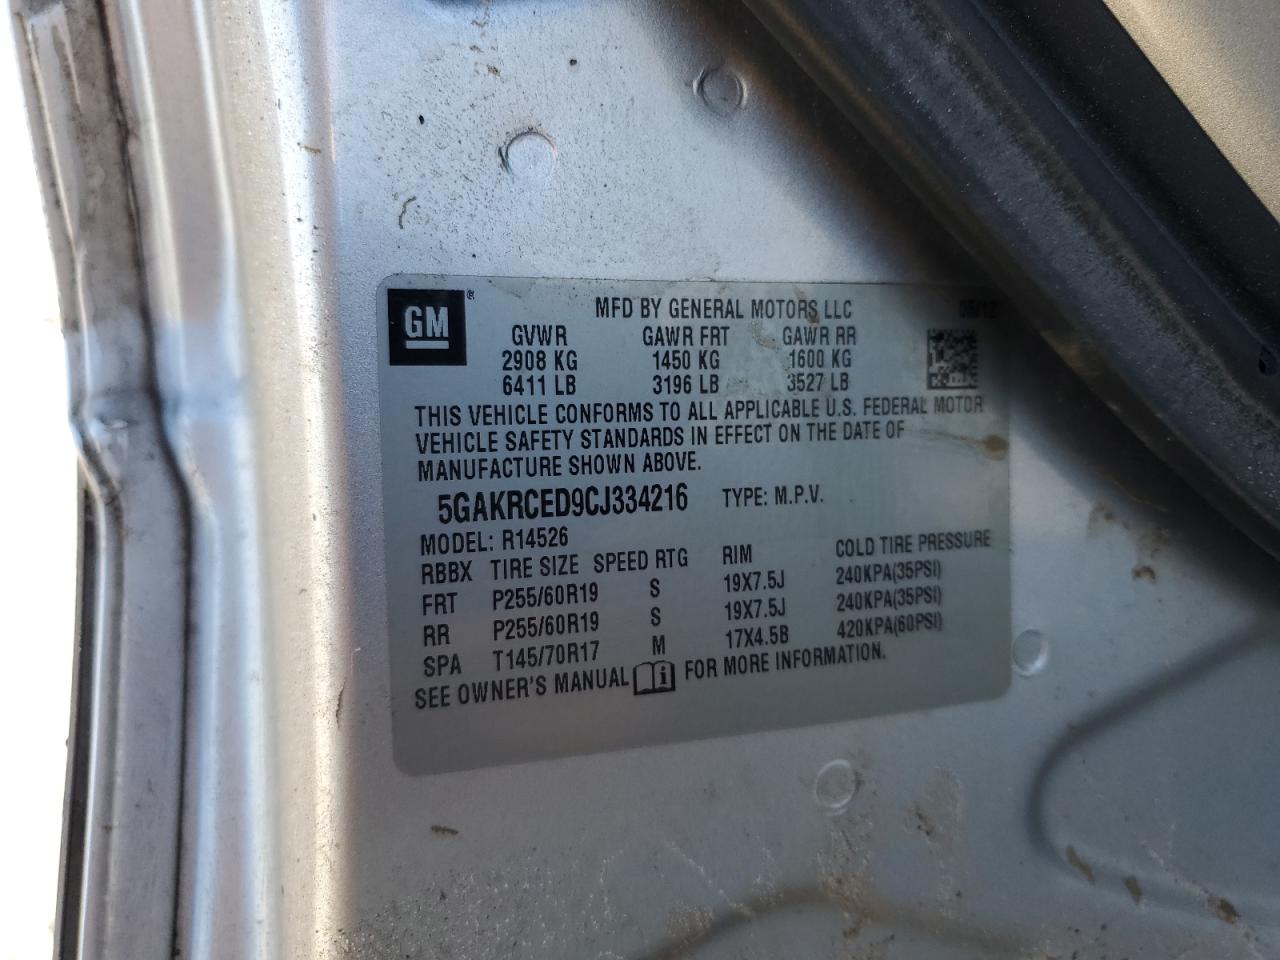 GM ® MFD BY GENERAL MOTORS LLC 05/12
GVWR GAWR FRT GAWR RR
2908 KG 1450 KG 1600 KG
6411 LB 3196 LB 3527 LB
THIS VEHICLE CONFORMS TO ALL APPLICABLE U.S. FEDERAL MOTOR
VEHICLE SAFETY STANDARDS IN EFFECT ON THE DATE OF
MANUFACTURE SHOWN ABOVE.
5GAKRCED9CJ334216 TYPE: M.P.V.
MODEL: R14526
RBBX TIRE SIZE SPEED RTG RIM COLD TIRE PRESSURE
FRT P255/60R19 S 19X7.5J 240KPA(35PSI)
RR P255/60R19 S 19X7.5J 240KPA(35PSI)
SPA T145/70R17 M 17X4.5B 420KPA(60PSI)
SEE OWNER'S MANUAL i FOR MORE INFORMATION.